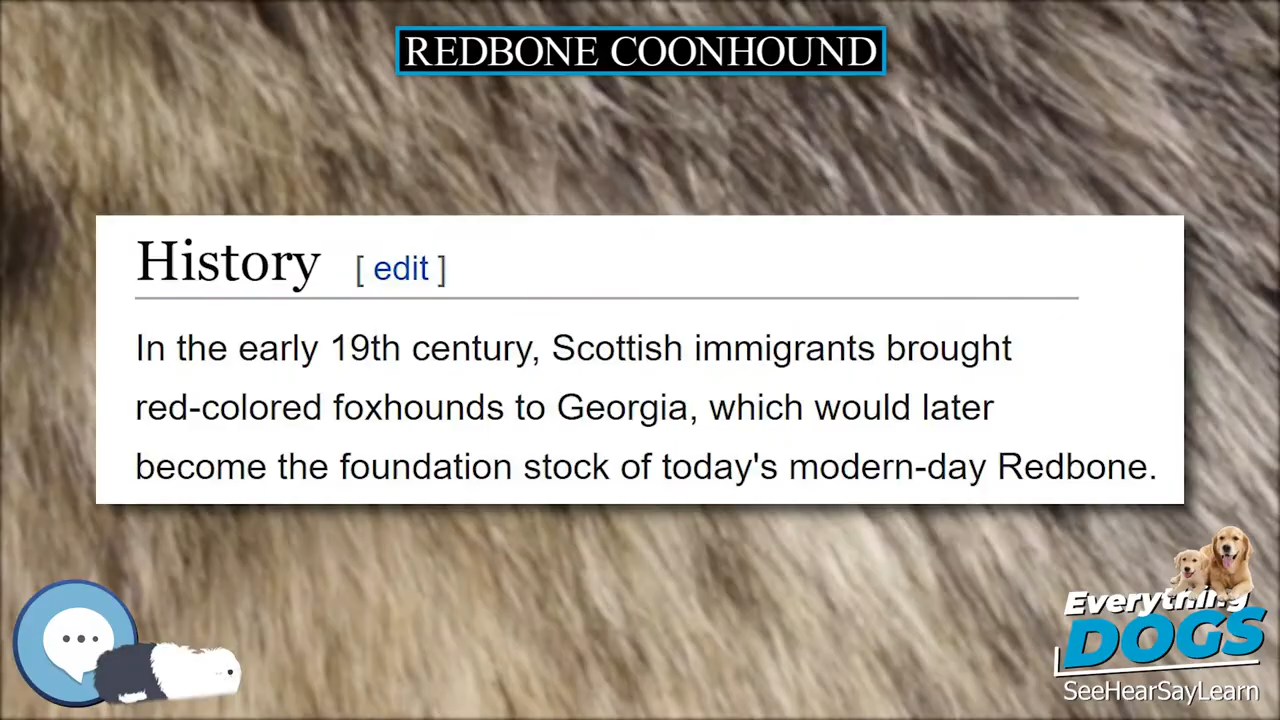 REDBONE COONHOUND
History [ edit ]
In the early 19th century, Scottish immigrants brought
red-colored foxhounds to Georgia, which would later
become the foundation stock of today's modern-day Redbone.
Everything
DOGS
SeeHearSayLearn